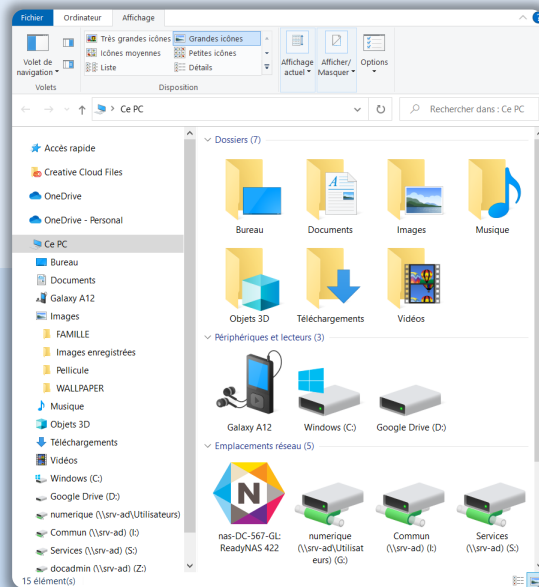 Fichier Ordinateur Affichage
Volet de navigation
Volets
Très grandes icônes Grandes icônes
Icônes moyennes Petites icônes
Liste Détails
Disposition
Affichage actuel
Afficher/ Masquer
Options
Ce PC
Rechercher dans : Ce PC
Accès rapide
Creative Cloud Files
OneDrive
OneDrive - Personal
Ce PC
Bureau
Documents
Galaxy A12
Images
FAMILLE
Images enregistrées
Pellicule
WALLPAPER
Musique
Objets 3D
Téléchargements
Vidéos
Windows (C:)
Google Drive (D:)
numerique (\\srv-ad\Utilisateurs)
Commun (\\srv-ad) (I:)
Services (\\srv-ad) (S:)
docadmin (\\srv-ad) (Z:)
15 élément(s)
Dossiers (7)
Bureau Documents Images Musique
Objets 3D Téléchargements Vidéos
Périphériques et lecteurs (3)
Galaxy A12 Windows (C:) Google Drive (D:)
Emplacements réseau (5)
N
nas-DC-567-GL:
ReadyNAS 422
numerique
(\\srv-ad\Utilisat
eurs) (G:)
Commun
(\\srv-ad) (I:)
Services
(\\srv-ad) (S:)